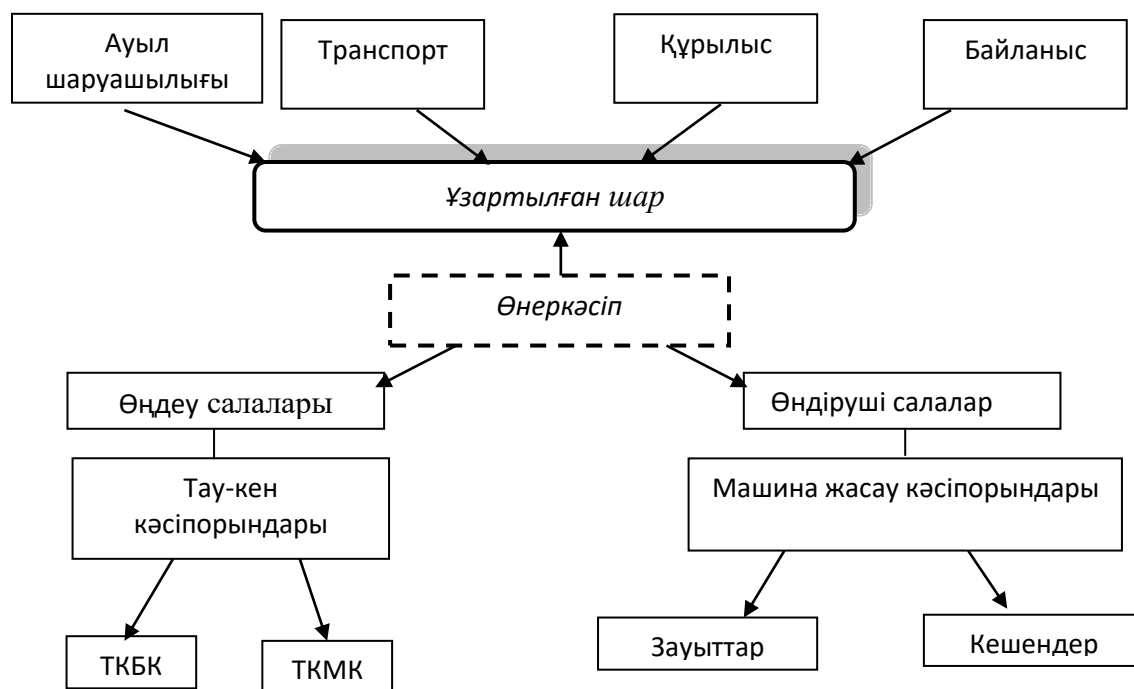 Ауыл
шаруашылығы
Транспорт
Құрылыс
Байланыс
Ұзартылған шар
Өнеркәсіп
Өңдеу салалары
Өндіруші салалар
Тау-кен
кәсіпорындары
Машина жасау кәсіпорындары
ТКБК
ТКМК
Зауыттар
Кешендер